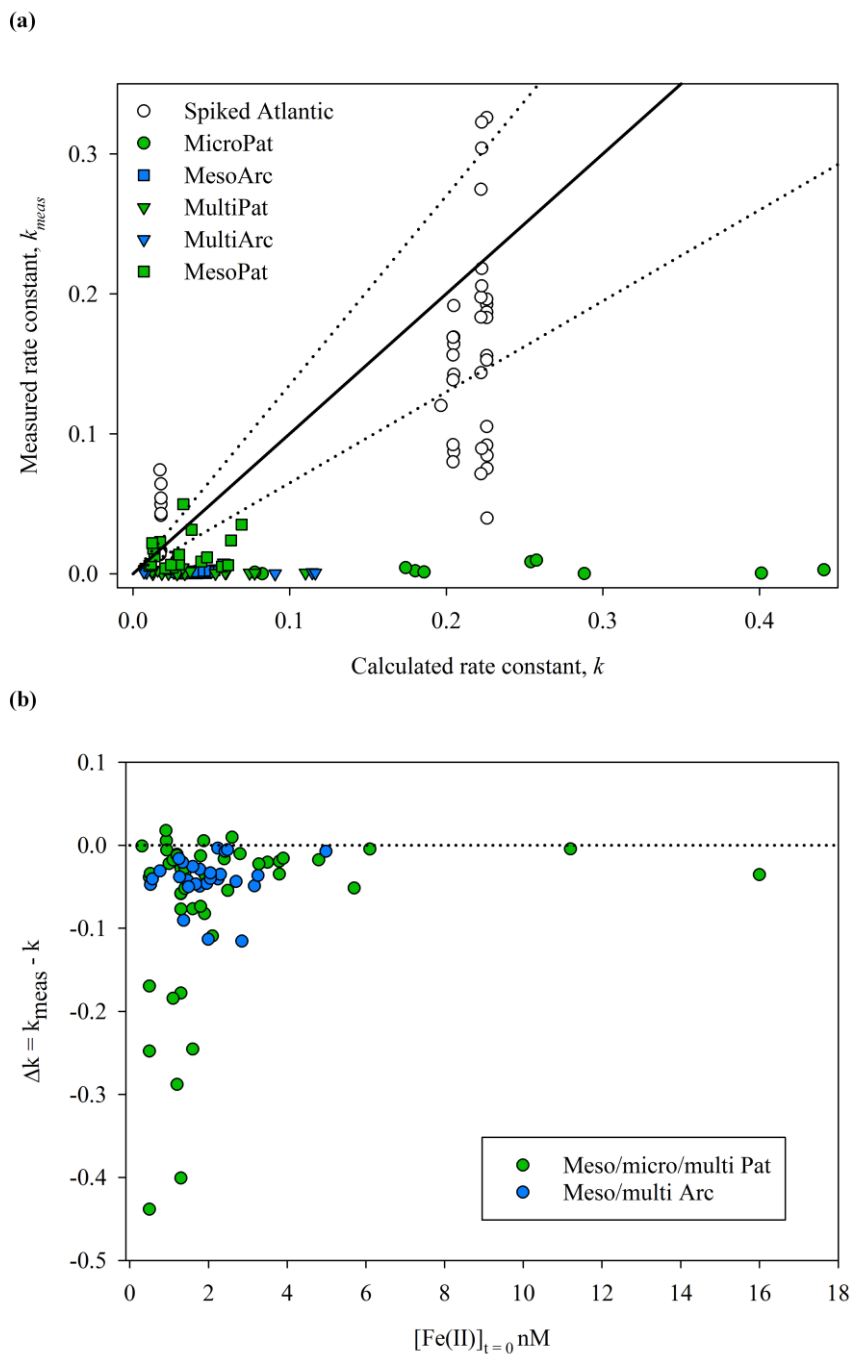 (a)
Spiked Atlantic
MicroPat
MesoArc
MultiPat
MultiArc
MesoPat
Measured rate constant, k_meas
0.3
0.2
0.1
0.0
0.0 0.1 0.2 0.3 0.4
Calculated rate constant, k
(b)
Δk = k_meas - k
0.1
0.0
-0.1
-0.2
-0.3
-0.4
-0.5
Meso/micro/multi Pat
Meso/multi Arc
0 2 4 6 8 10 12 14 16 18
[Fe(II)]_{t = 0} nM